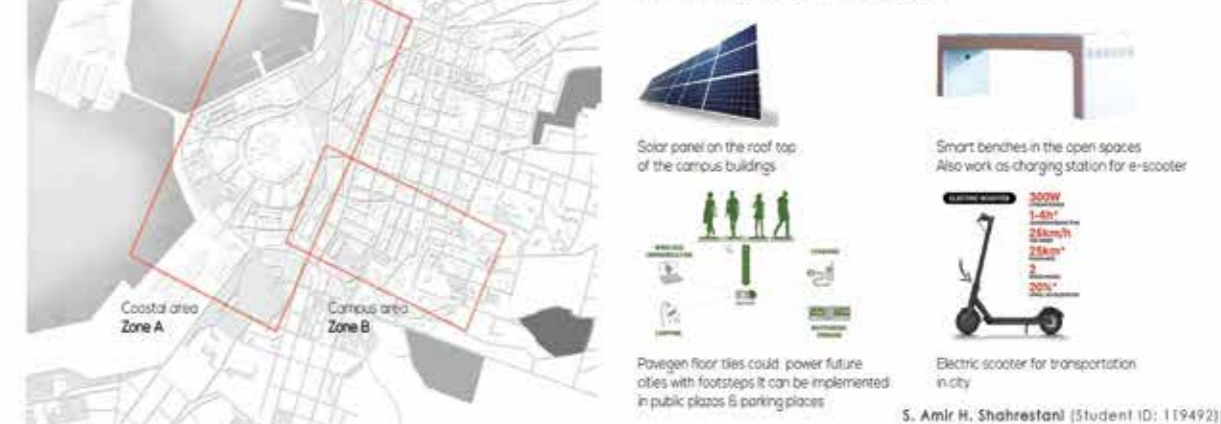 Coastal area
Zone A
Campus area
Zone B
Solar panel on the roof top
of the campus buildings
Smart benches in the open spaces
Also work as charging station for e-scooter
ELECTRIC SCOOTER
300W
1-4h*
25km/h
25km*
2
20%*
Pavegen floor tiles could power future
cities with footsteps It can be implemented
in public plazas & parking places
Electric scooter for transportation
in city
S. Amir H. Shahrestani (Student ID: 119492)